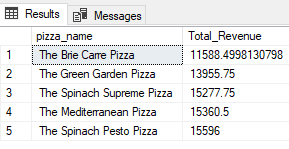 Results Messages
pizza_name Total_Revenue
1 The Brie Carre Pizza 11588.4998130798
2 The Green Garden Pizza 13955.75
3 The Spinach Supreme Pizza 15277.75
4 The Mediterranean Pizza 15360.5
5 The Spinach Pesto Pizza 15596